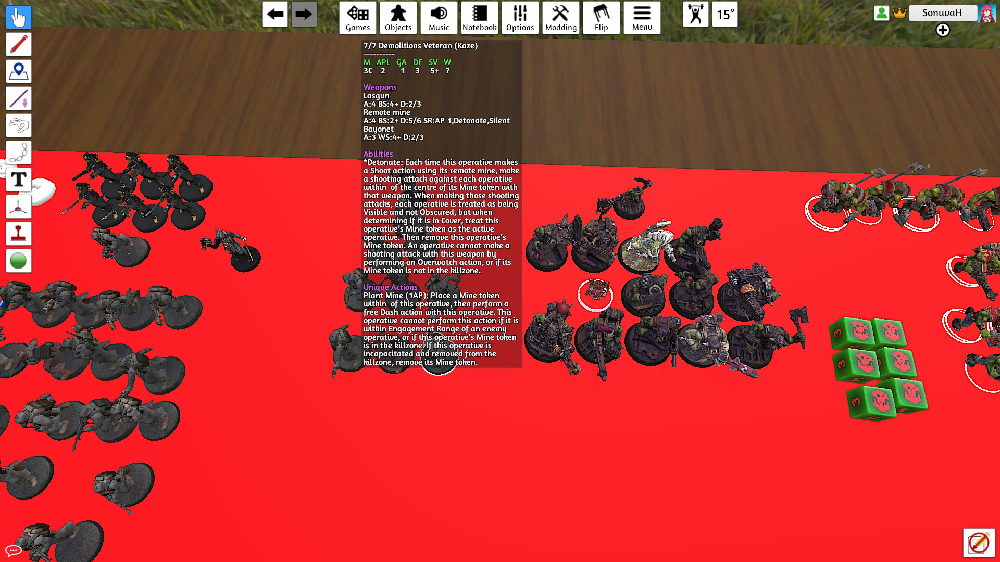 Games
Objects
Music
Notebook
Options
Modding
Flip
Menu
15°
SonuvaH
T
7/7 Demolitions Veteran (Kaze)
----------
M APL GA DF SV W
3C 2 1 3 5+ 7
Weapons
Lasgun
A:4 BS:4+ D:2/3
Remote mine
A:4 BS:2+ D:5/6 SR:AP 1,Detonate,Silent
Bayonet
A:3 WS:4+ D:2/3
Abilities
*Detonate: Each time this operative makes
a Shoot action using its remote mine, make
a shooting attack against each operative
within of the centre of its Mine token with
that weapon. When making those shooting
attacks, each operative is treated as being
Visible and not Obscured, but when
determining if it is in Cover, treat this
operative's Mine token as the active
operative. Then remove this operative's
Mine token. An operative cannot make a
shooting attack with this weapon by
performing an Overwatch action, or if its
Mine token is not in the killzone.
Unique Actions
Plant Mine (1AP): Place a Mine token
within of this operative, then perform a
free Dash action with this operative. This
operative cannot perform this action if it is
within Engagement Range of an enemy
operative, or if this operative's Mine token
is in the killzone. If this operative is
incapacitated and removed from the
killzone, remove its Mine token.
3
3
5
3
5